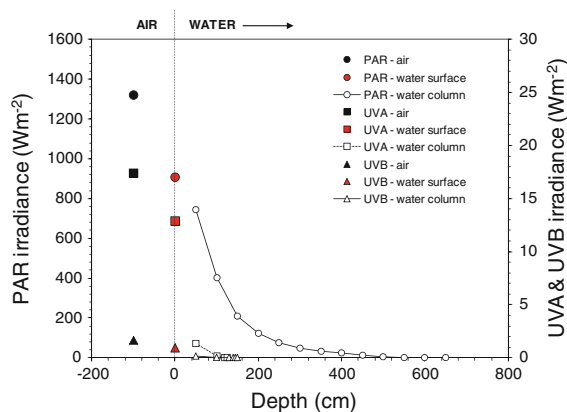 AIR WATER
1600
1400
1200
1000
800
600
400
200
0
PAR irradiance (Wm-2)
PAR - air
PAR - water surface
PAR - water column
UVA - air
UVA - water surface
UVA - water column
UVB - air
UVB - water surface
UVB - water column
30
25
20
15
10
5
0
UVA & UVB irradiance (Wm-2)
-200 0 200 400 600 800
Depth (cm)